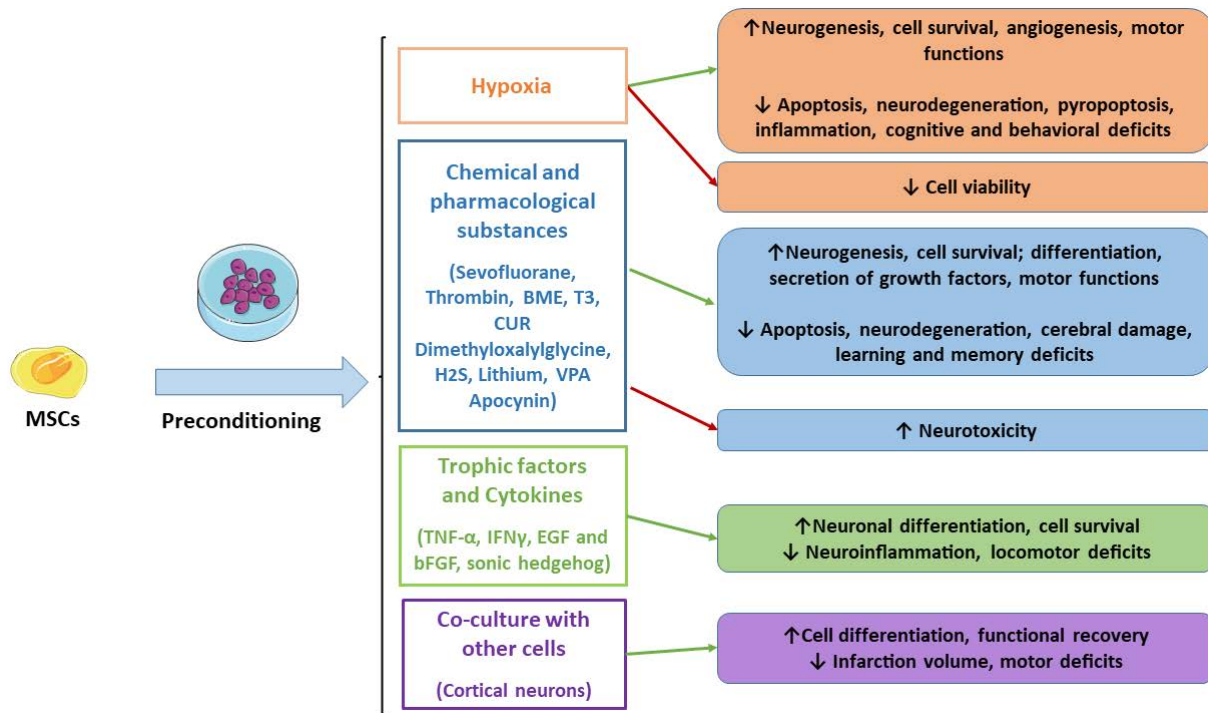 MSCs
Preconditioning
Hypoxia
↑Neurogenesis, cell survival, angiogenesis, motor
functions
↓ Apoptosis, neurodegeneration, pyropoptosis,
inflammation, cognitive and behavioral deficits
↓ Cell viability
Chemical and
pharmacological
substances
(Sevofluorane,
Thrombin, BME, T3,
CUR
Dimethyloxalylglycine,
H2S, Lithium, VPA
Apocynin)
↑Neurogenesis, cell survival; differentiation,
secretion of growth factors, motor functions
↓ Apoptosis, neurodegeneration, cerebral damage,
learning and memory deficits
↑ Neurotoxicity
Trophic factors
and Cytokines
(TNF-α, IFNγ, EGF and
bFGF, sonic hedgehog)
↑Neuronal differentiation, cell survival
↓ Neuroinflammation, locomotor deficits
Co-culture with
other cells
(Cortical neurons)
↑Cell differentiation, functional recovery
↓ Infarction volume, motor deficits